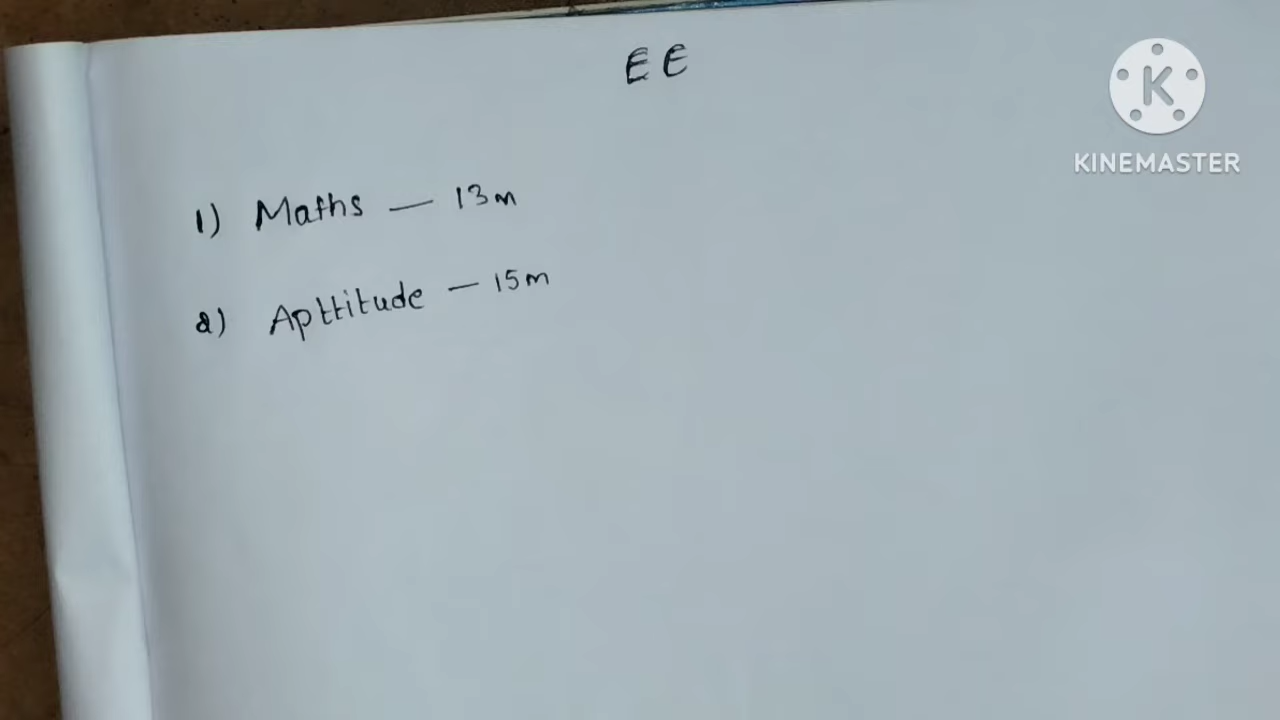 EE
K
KINEMASTER
1) Maths — 13m
2) Apttitude — 15m